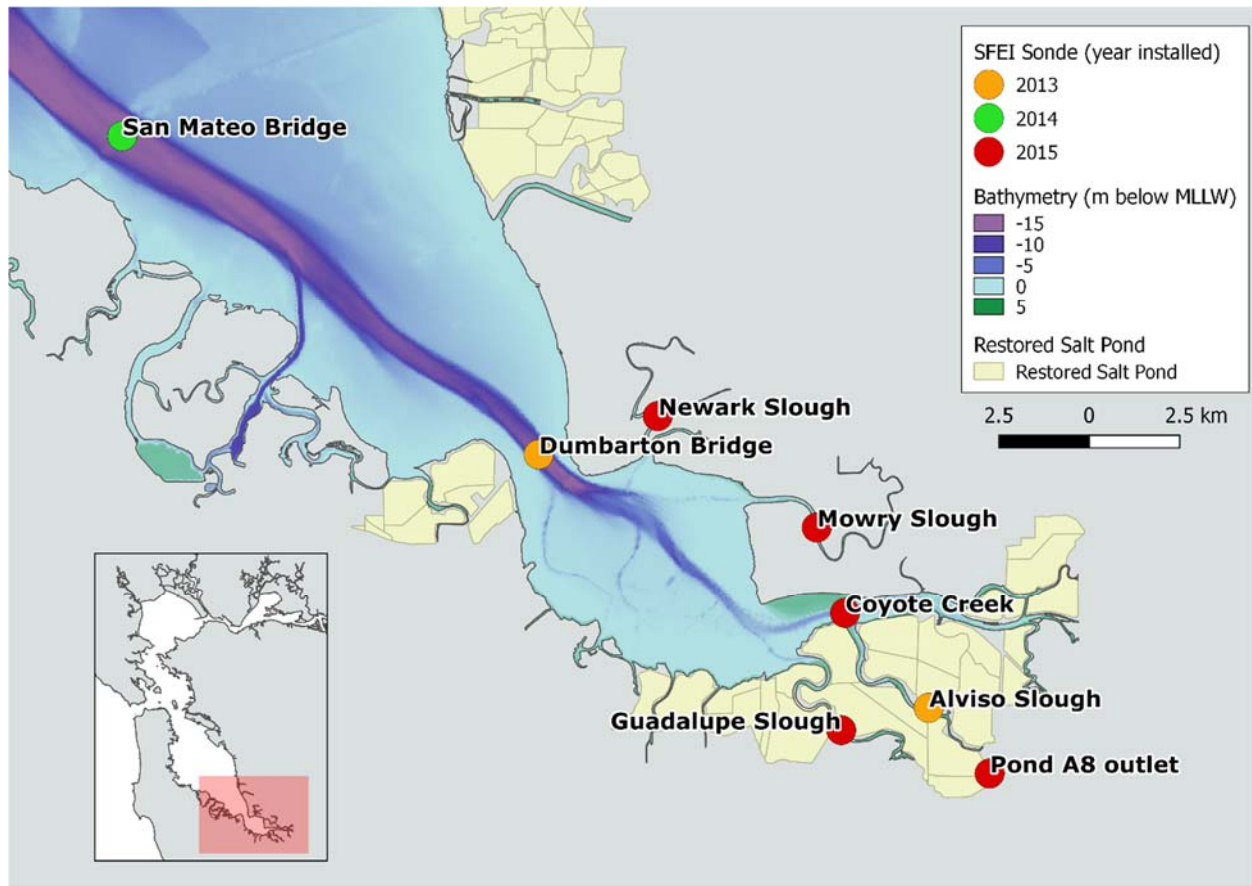 San Mateo Bridge
Newark Slough
Dumbarton Bridge
Mowry Slough
Coyote Creek
Alviso Slough
Guadalupe Slough
Pond A8 outlet
SFEI Sonde (year installed)
2013
2014
2015
Bathymetry (m below MLLW)
-15
-10
-5
0
5
Restored Salt Pond
Restored Salt Pond
2.5 0 2.5 km